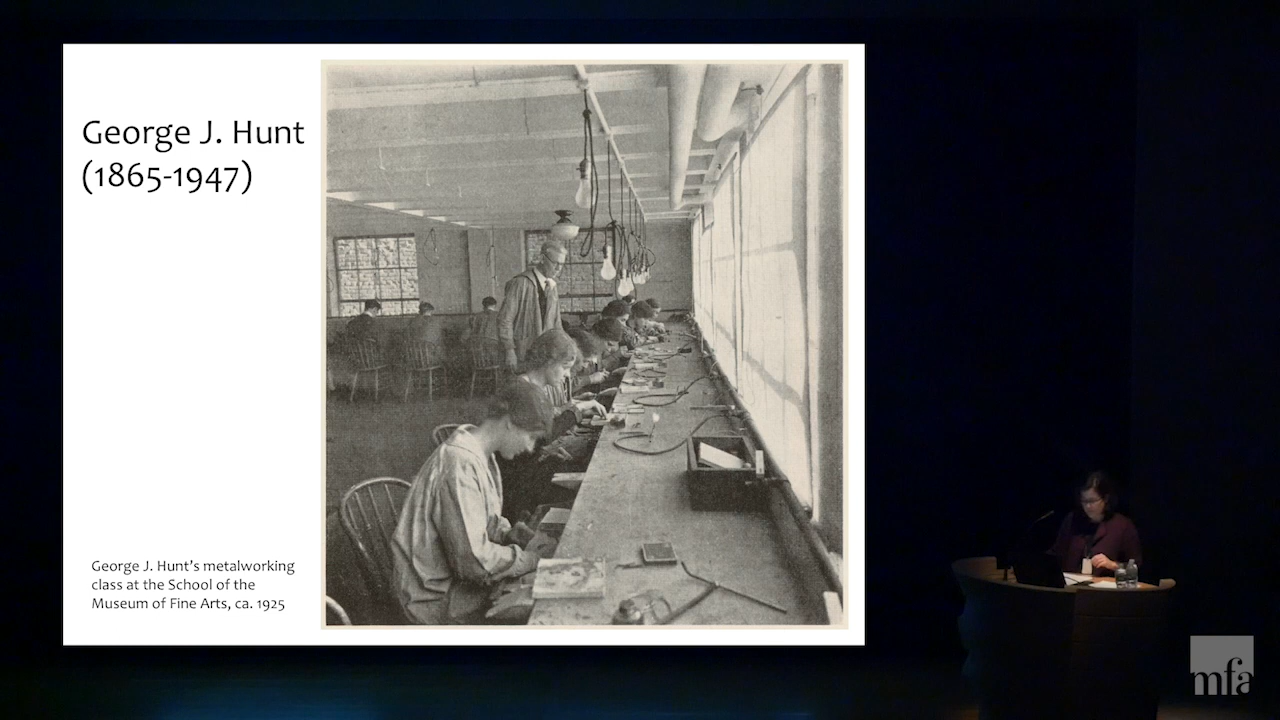 George J. Hunt
(1865-1947)
George J. Hunt’s metalworking
class at the School of the
Museum of Fine Arts, ca. 1925
mfa